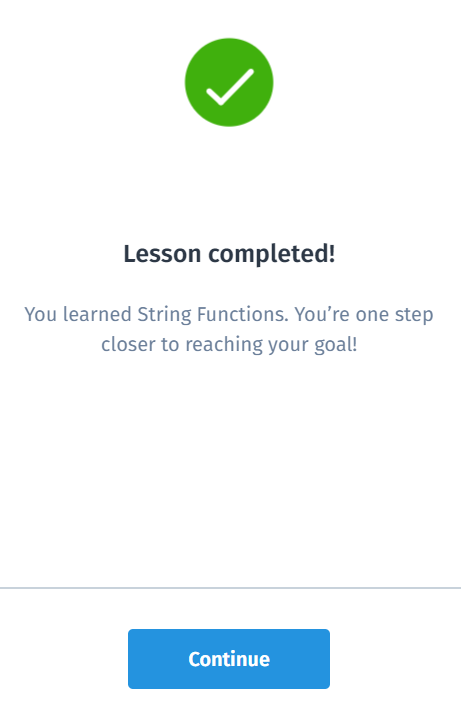 Lesson completed!
You learned String Functions. You’re one step
closer to reaching your goal!
Continue